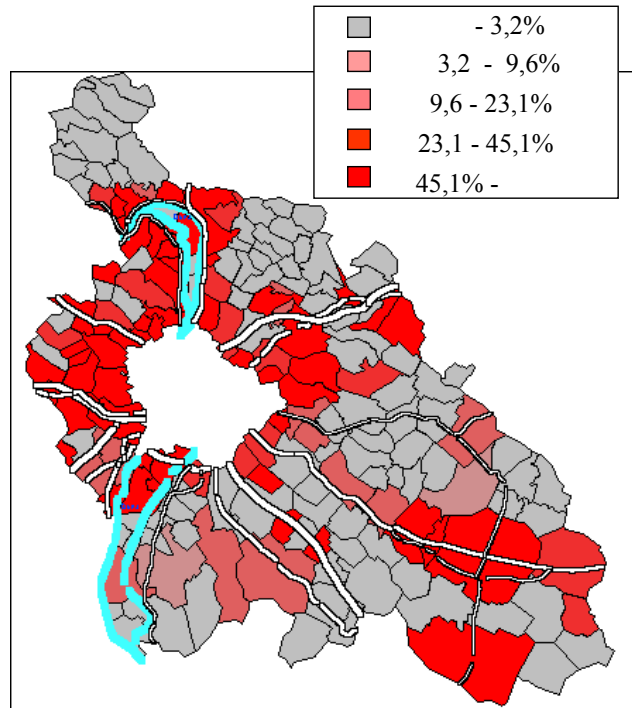 - 3,2%
3,2 - 9,6%
9,6 - 23,1%
23,1 - 45,1%
45,1% -